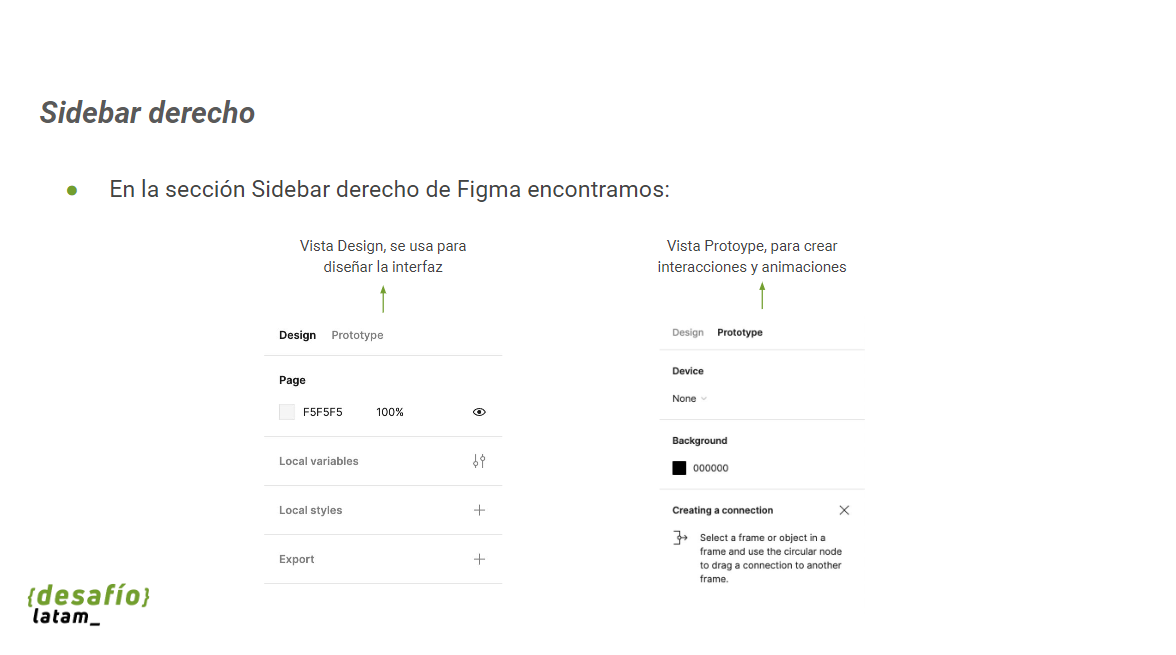 Sidebar derecho
En la sección Sidebar derecho de Figma encontramos:
Vista Design, se usa para
diseñar la interfaz
Design Prototype
Page
F5F5F5 100%
Local variables
Local styles
Export
Vista Protoype, para crear
interacciones y animaciones
Design Prototype
Device
None
Background
000000
Creating a connection
Select a frame or object in a
frame and use the circular node
to drag a connection to another
frame.
{desafío}
latam_